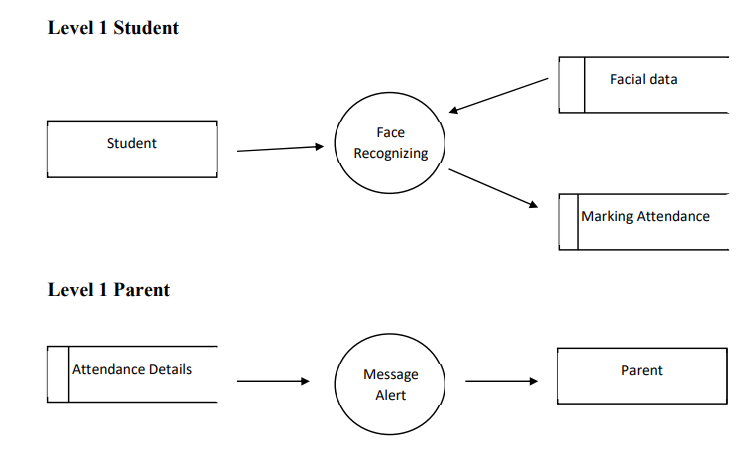 Level 1 Student
Facial data
Student
Face
Recognizing
Marking Attendance
Level 1 Parent
Attendance Details
Message
Alert
Parent